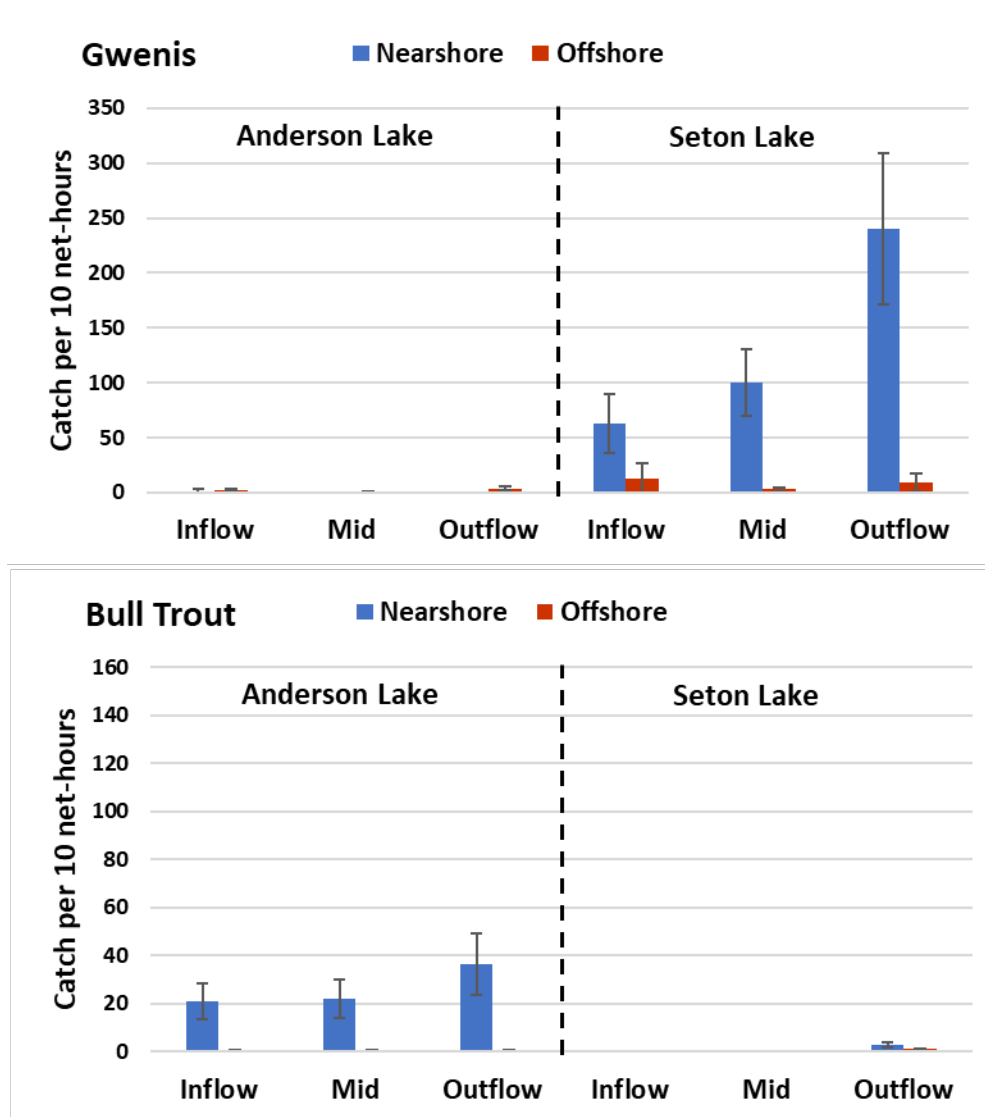 Gwenis
Nearshore Offshore
Anderson Lake Seton Lake
Catch per 10 net-hours
350
300
250
200
150
100
50
0
Inflow Mid Outflow Inflow Mid Outflow
Bull Trout
Nearshore Offshore
Anderson Lake Seton Lake
Catch per 10 net-hours
160
140
120
100
80
60
40
20
0
Inflow Mid Outflow Inflow Mid Outflow